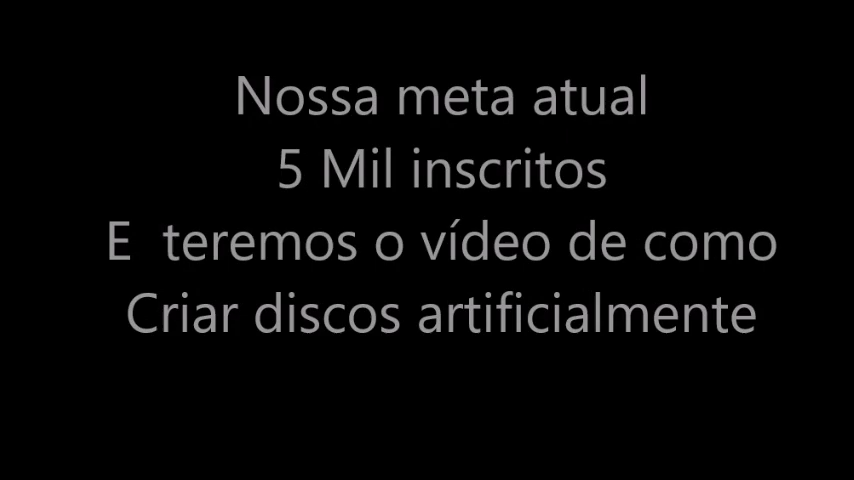 Nossa meta atual
5 Mil inscritos
E  teremos o vídeo de como
Criar discos artificialmente